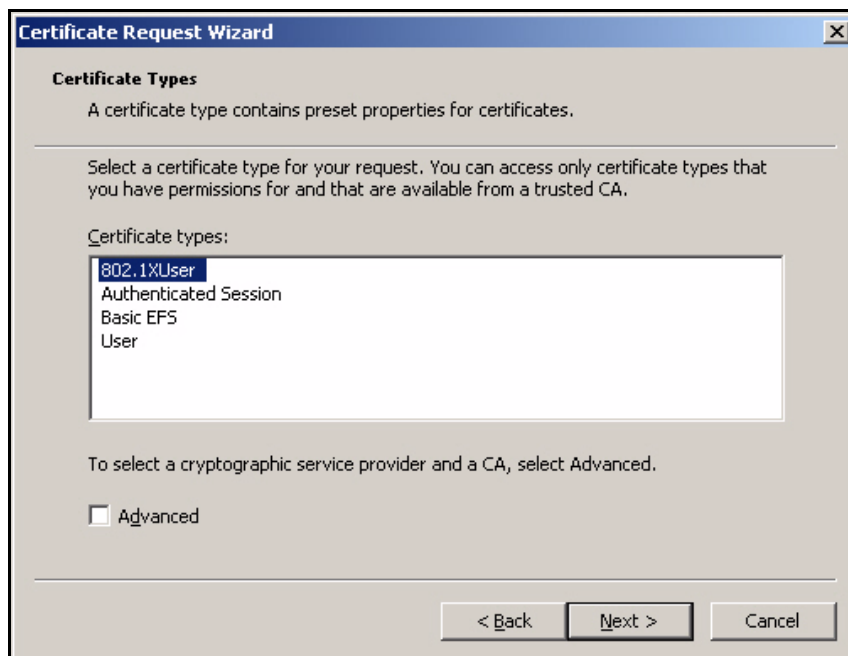 Certificate Request Wizard
Certificate Types
A certificate type contains preset properties for certificates.
Select a certificate type for your request. You can access only certificate types that
you have permissions for and that are available from a trusted CA.
Certificate types:
802.1XUser
Authenticated Session
Basic EFS
User
To select a cryptographic service provider and a CA, select Advanced.
Advanced
< Back Next > Cancel